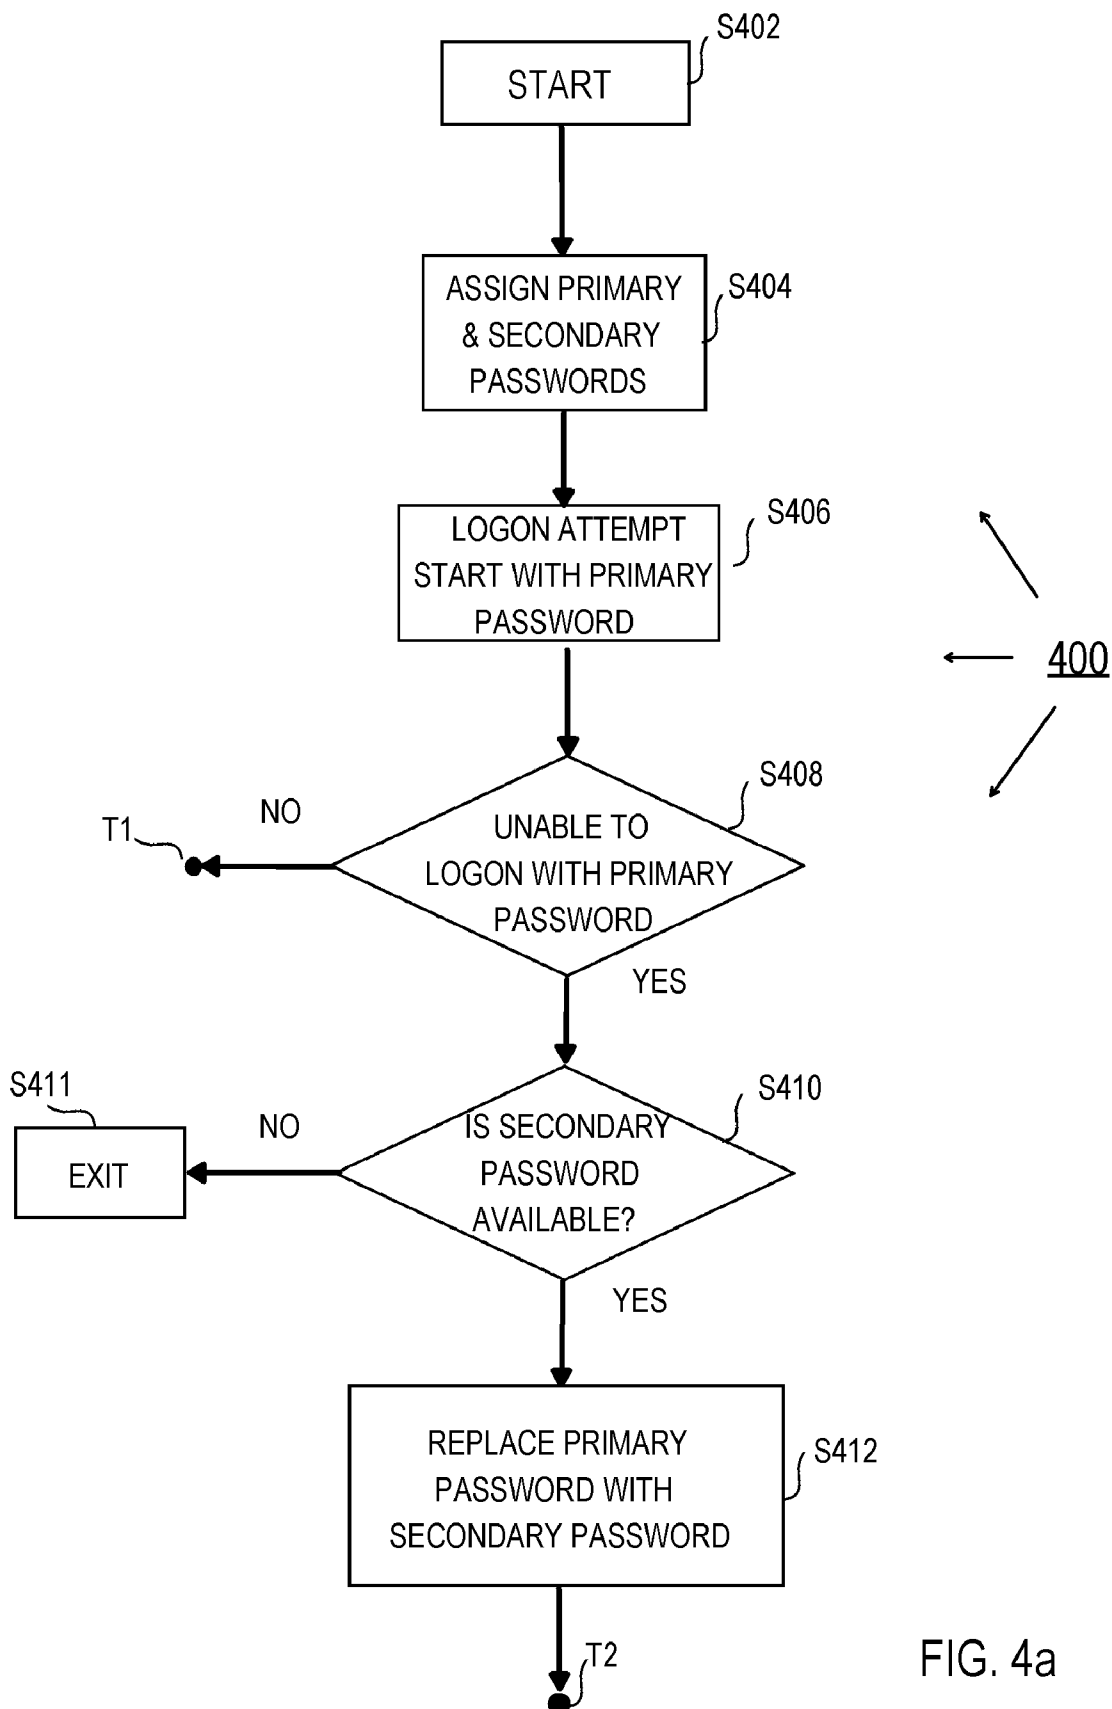 S402
START
ASSIGN PRIMARY
& SECONDARY
PASSWORDS
S404
LOGON ATTEMPT
START WITH PRIMARY
PASSWORD
S406
400
UNABLE TO
LOGON WITH PRIMARY
PASSWORD
S408
NO
T1
YES
IS SECONDARY
PASSWORD
AVAILABLE?
S410
NO
S411
EXIT
YES
REPLACE PRIMARY
PASSWORD WITH
SECONDARY PASSWORD
S412
T2
FIG. 4a